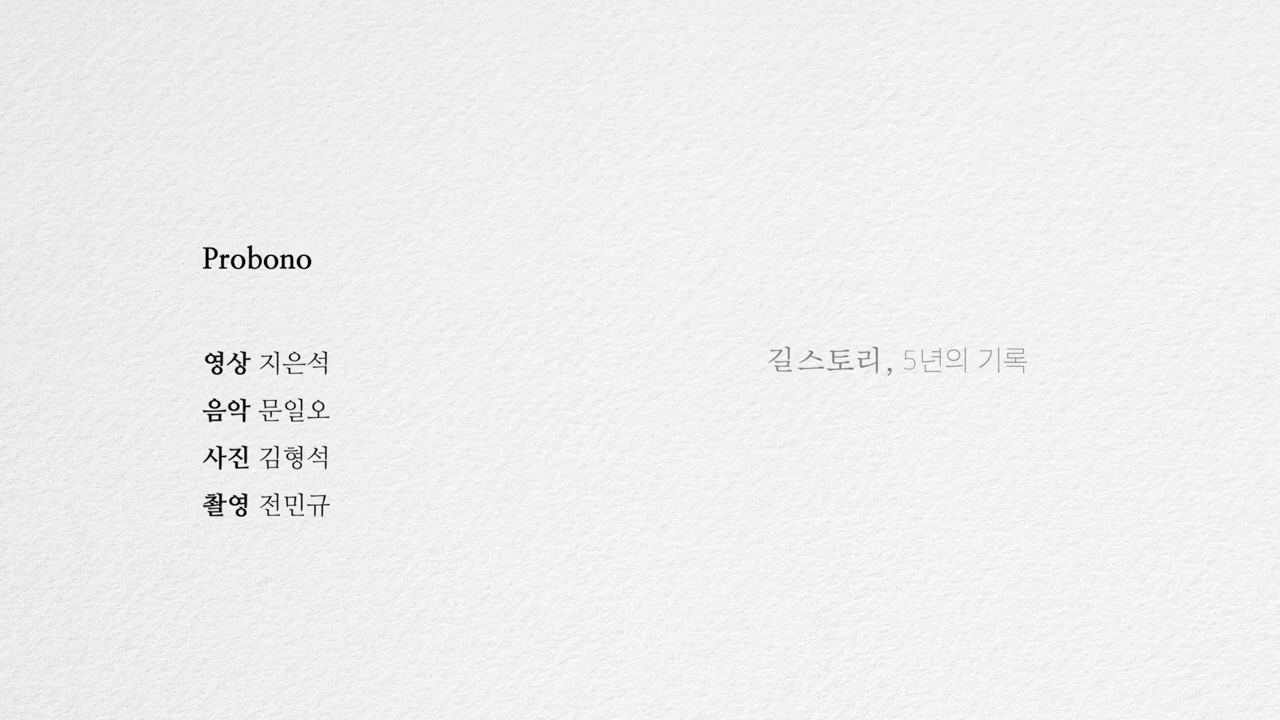 Probono
영상 지은석
음악 문일오
사진 김형석
촬영 전민규
길스토리, 5년의 기록